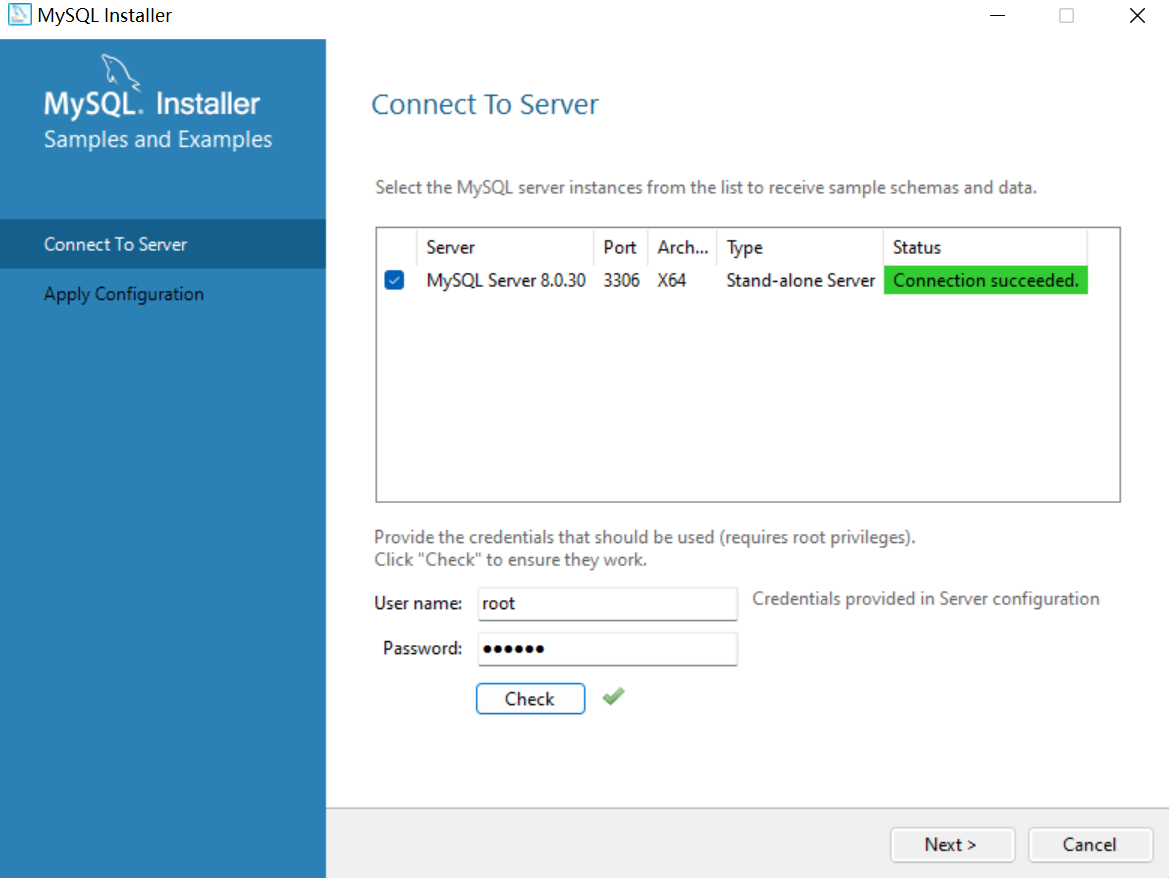 MySQL Installer
MySQL. Installer
Samples and Examples
Connect To Server
Apply Configuration
Connect To Server
Select the MySQL server instances from the list to receive sample schemas and data.
Server Port Arch... Type Status
MySQL Server 8.0.30 3306 X64 Stand-alone Server Connection succeeded.
Provide the credentials that should be used (requires root privileges).
Click "Check" to ensure they work.
User name: root Credentials provided in Server configuration
Password: ••••••
Check
Next > Cancel